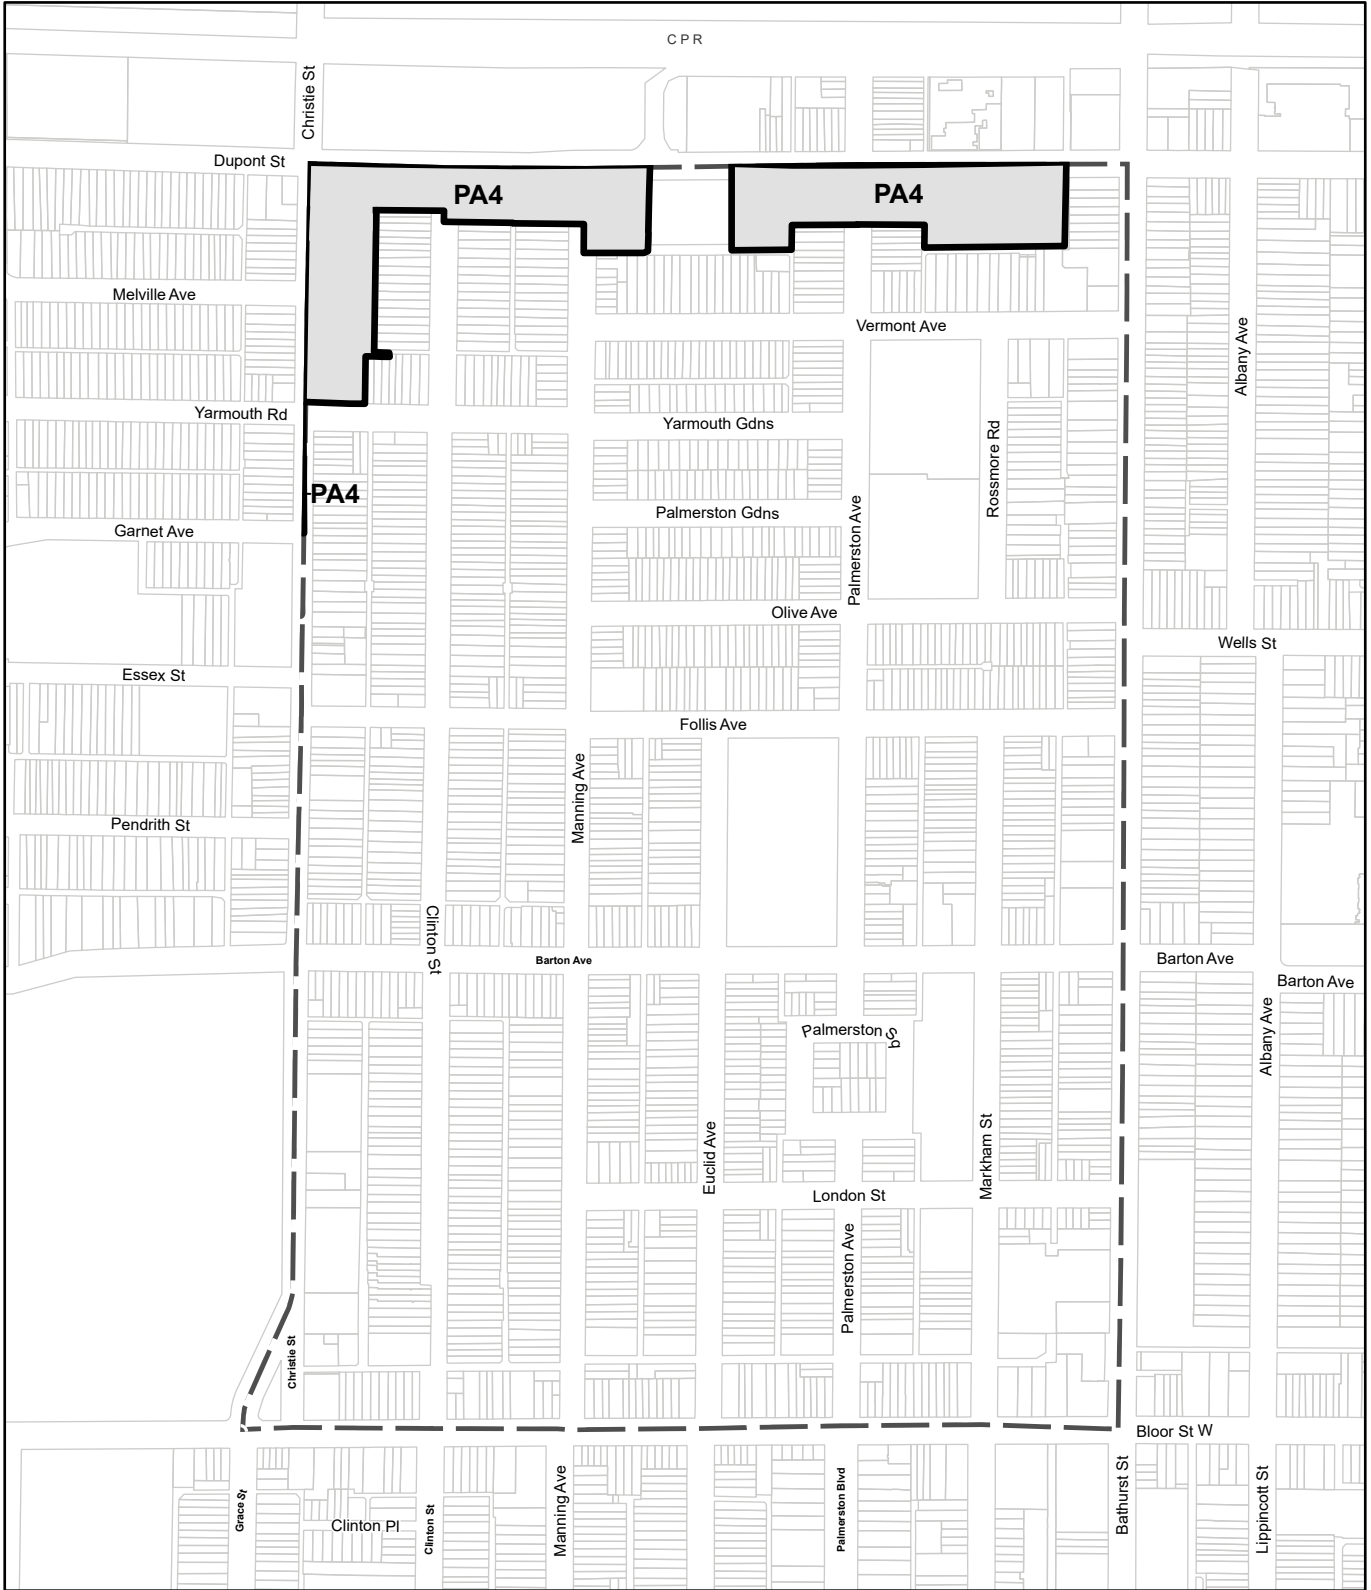 CPR
Christie St
Dupont St
PA4
PA4
Melville Ave
Vermont Ave
Albany Ave
Yarmouth Rd
Yarmouth Gdns
Rossmore Rd
PA4
Palmerston Gdns
Palmerston Ave
Garnet Ave
Olive Ave
Wells St
Essex St
Follis Ave
Manning Ave
Pendrith St
Clinton St
Barton Ave
Barton Ave
Barton Ave
Albany Ave
Palmerston Sq
Euclid Ave
Markham St
London St
Palmerston Ave
Christie St
Bloor St W
Grace St
Clinton Pl
Clinton St
Manning Ave
Palmerston Blvd
Bathurst St
Lippincott St